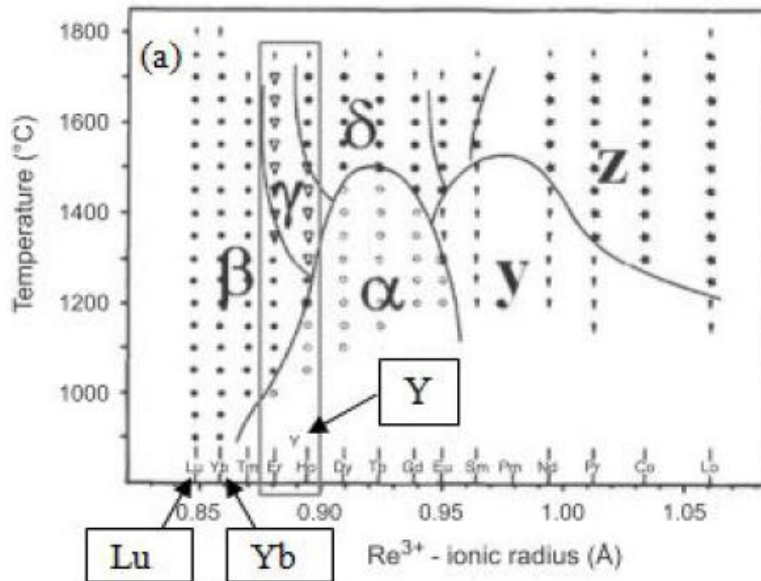 (a)
1800
1600
1400
1200
1000
Temperature (°C)
β
γ
δ
α
y
z
Y
Y
Lu Yb Tm Er Ho Dy Tb Gd Eu Sm Pm Nd Pr Ce La
0.85 0.90 0.95 1.00 1.05
Lu
Yb
Re³⁺ - ionic radius (Å)